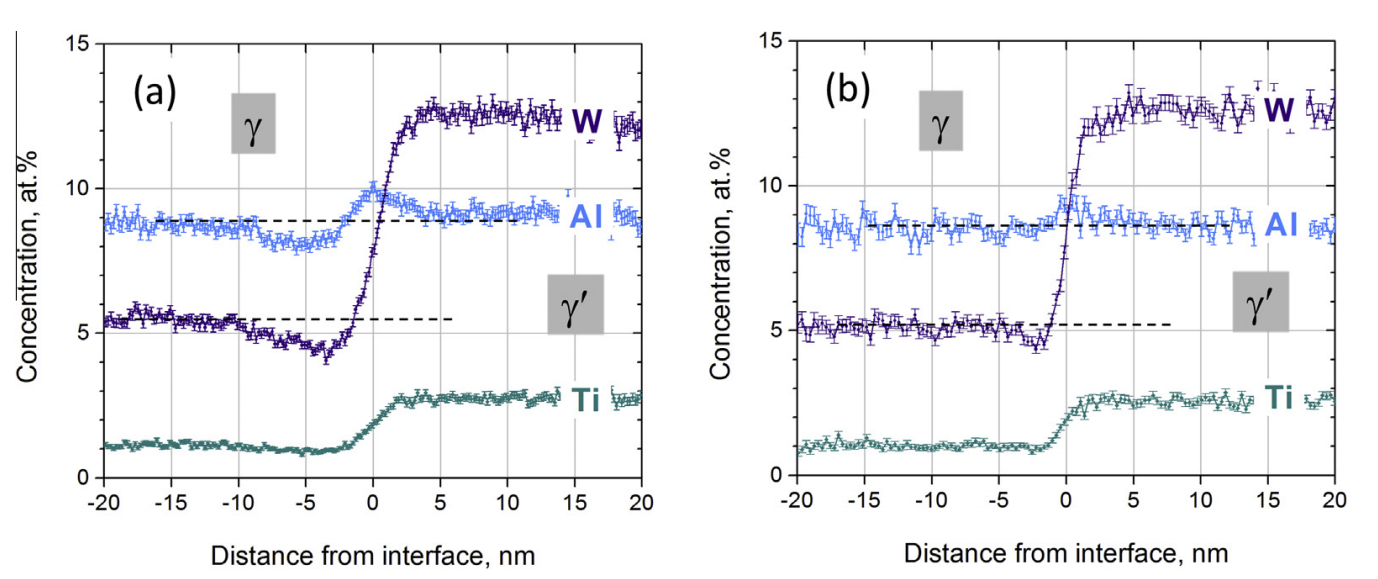 15
10
5
0
-20 -15 -10 -5 0 5 10 15 20
Concentration, at.%
Distance from interface, nm
(a)
γ
W
Al
γ′
Ti
15
10
5
0
-20 -15 -10 -5 0 5 10 15 20
Concentration, at.%
Distance from interface, nm
(b)
γ
W
Al
γ′
Ti